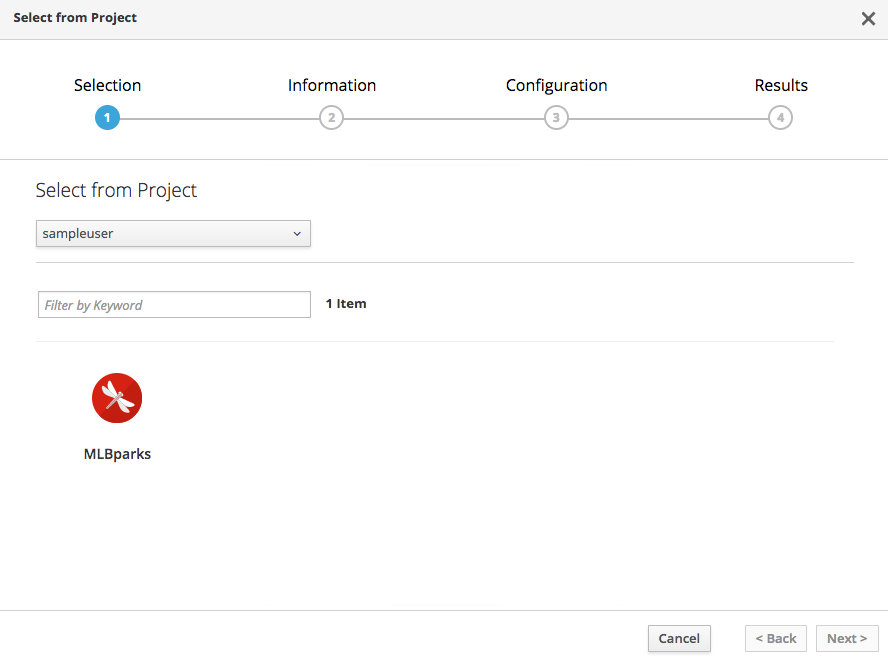 Select from Project
Selection Information Configuration Results
1 2 3 4
Select from Project
sampleuser
Filter by Keyword 1 Item
MLBparks
Cancel < Back Next >